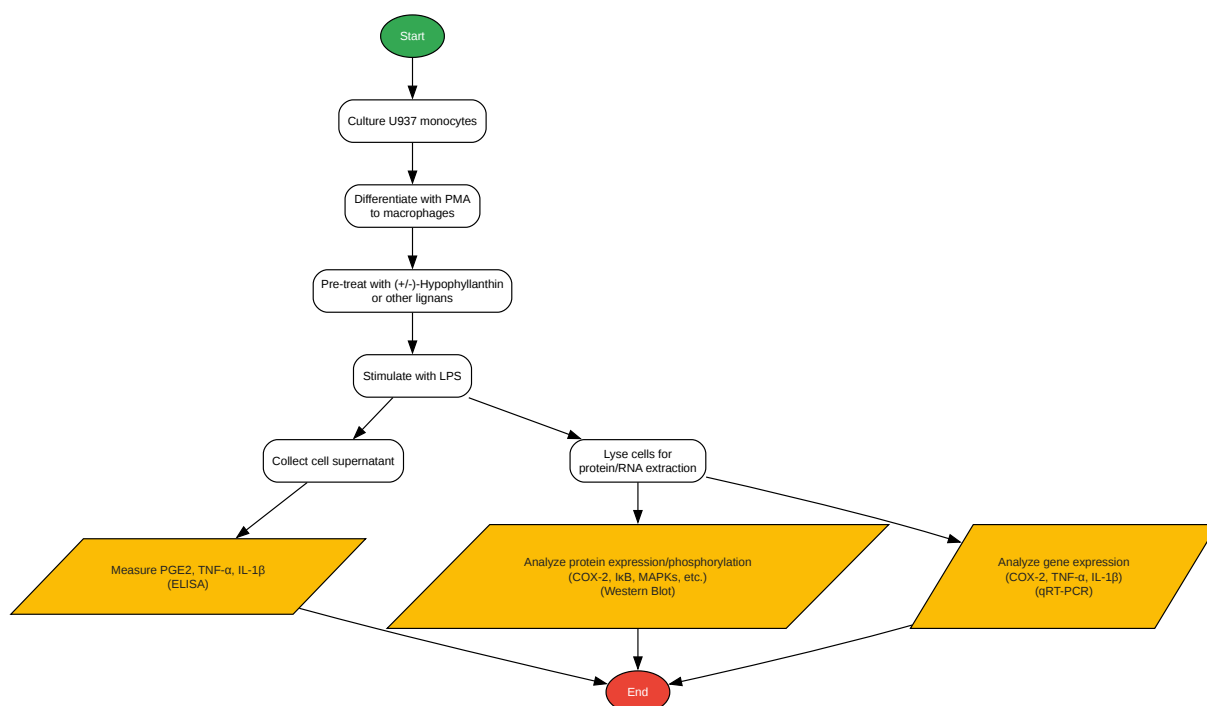 Start
Culture U937 monocytes
Differentiate with PMA
to macrophages
Pre-treat with (+/-)-Hypophyllanthin
or other lignans
Stimulate with LPS
Collect cell supernatant
Lyse cells for
protein/RNA extraction
Measure PGE2, TNF-α, IL-1β
(ELISA)
Analyze protein expression/phosphorylation
(COX-2, IκB, MAPKs, etc.)
(Western Blot)
Analyze gene expression
(COX-2, TNF-α, IL-1β)
(qRT-PCR)
End